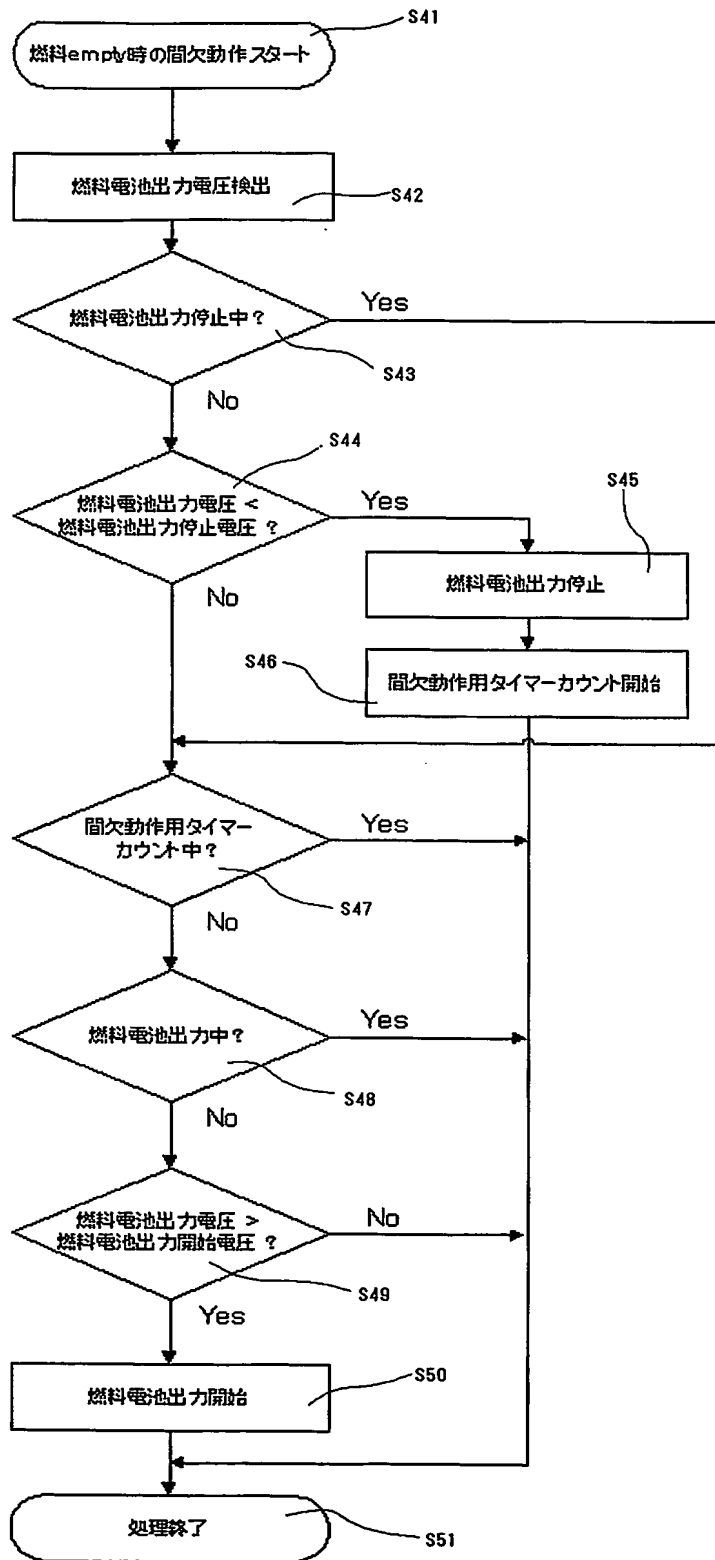 S41
燃料empty時の間欠動作スタート
燃料電池出力電圧検出
S42
燃料電池出力停止中？
Yes
S43
No
S44
燃料電池出力電圧 <
燃料電池出力停止電圧 ？
Yes
S45
燃料電池出力停止
No
S46
間欠動作用タイマーカウント開始
間欠動作用タイマー
カウント中？
Yes
S47
No
燃料電池出力中？
Yes
S48
No
燃料電池出力電圧 >
燃料電池出力開始電圧 ？
No
S49
Yes
燃料電池出力開始
S50
処理終了
S51